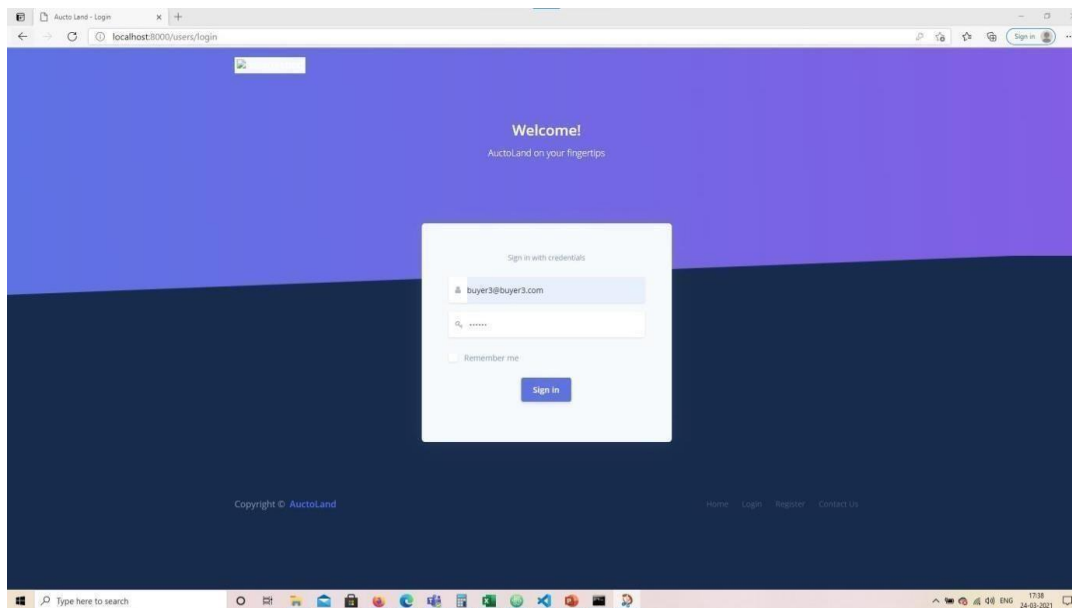 Aucto Land - Login
localhost:8000/users/login
Sign in
Welcome!
AuctoLand on your fingertips
Sign in with credentials
buyer3@buyer3.com
Remember me
Sign in
Copyright © AuctoLand
Home Login Register Contact Us
Type here to search
ENG
17:38
24-03-2021